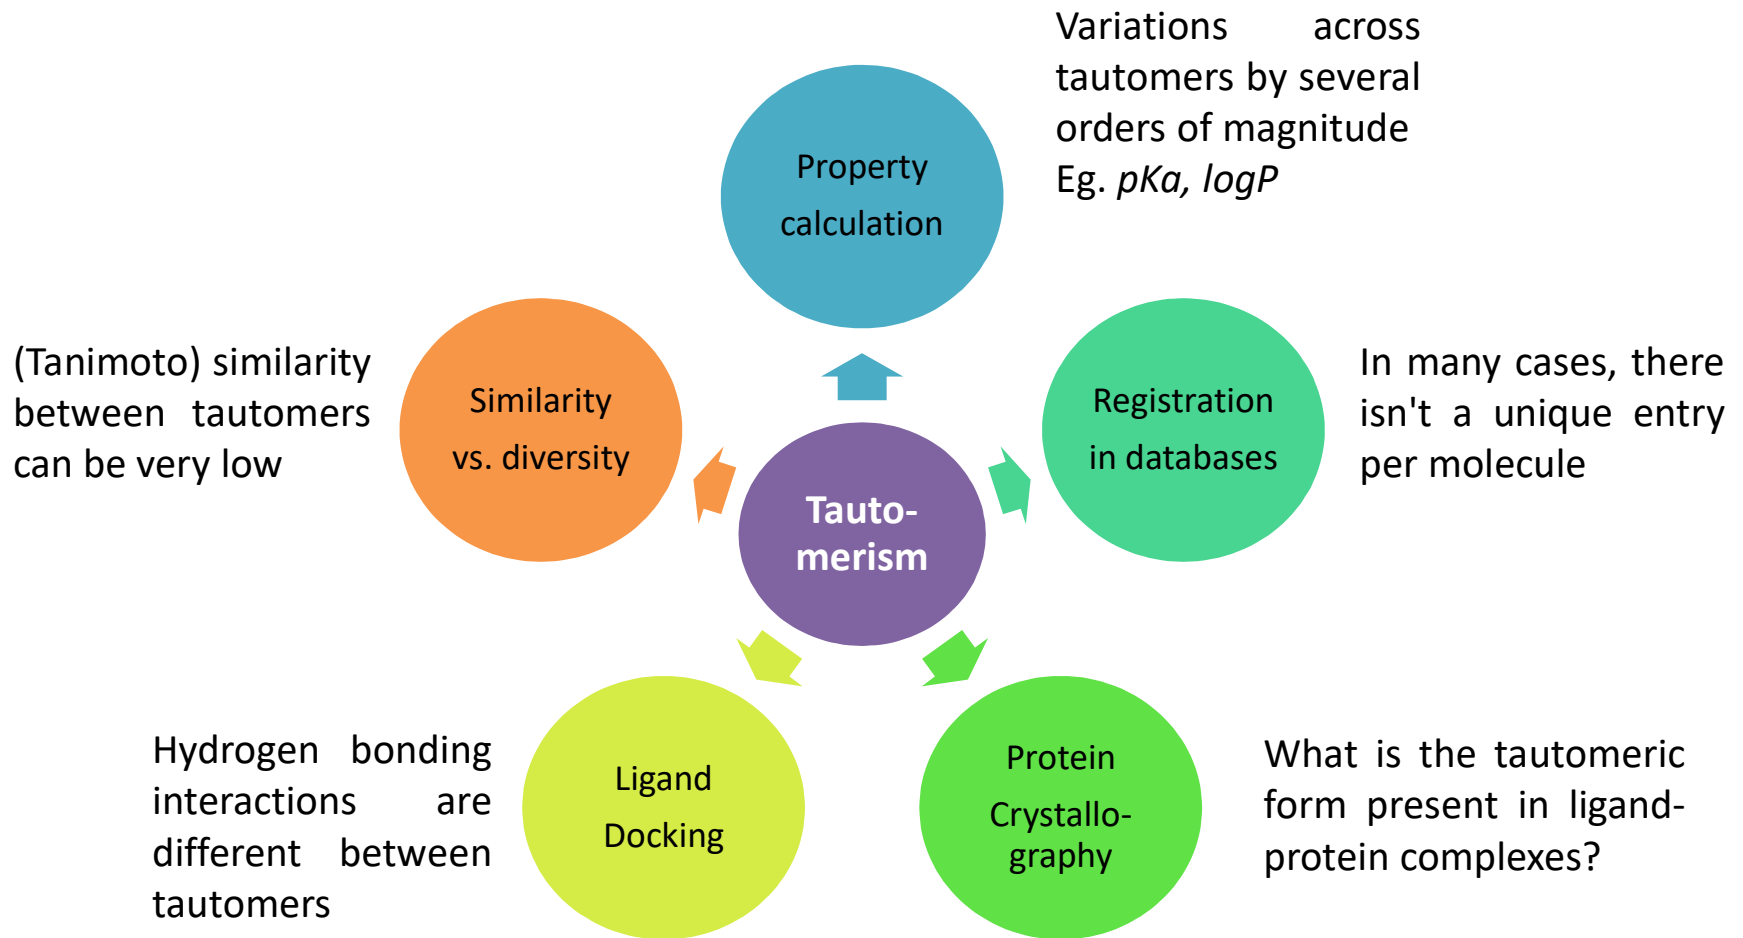 Variations across
tautomers by several
orders of magnitude
Eg. pKa, logP
Property
calculation
(Tanimoto) similarity
between tautomers
can be very low
Similarity
vs. diversity
Registration
in databases
In many cases, there
isn't a unique entry
per molecule
Tauto-
merism
Hydrogen bonding
interactions are
different between
tautomers
Ligand
Docking
Protein
Crystallo-
graphy
What is the tautomeric
form present in ligand-
protein complexes?